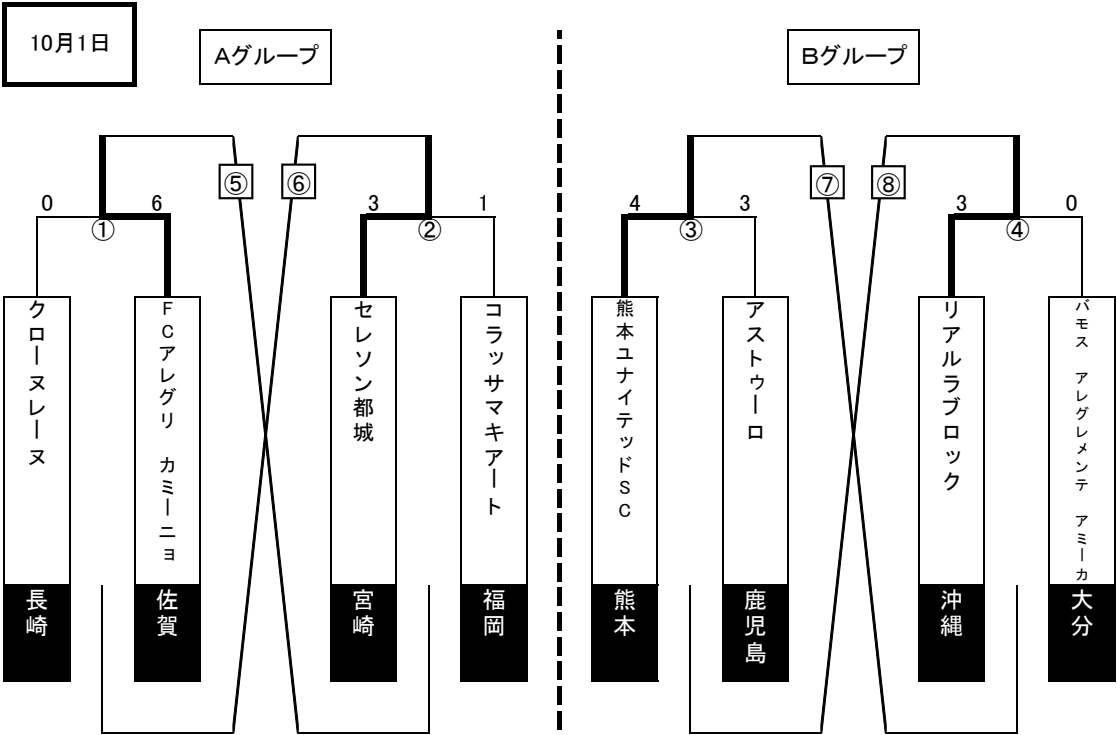 10月1日
Aグループ
Bグループ
⑤
⑥
⑦
⑧
0
6
3
1
4
3
3
0
①
②
③
④
クローヌレーヌ
FCアレグリ カミーニョ
セレソン都城
コラッサマキアート
熊本ユナイテッドSC
アストゥーロ
リアルラブロック
バモス アレグレメンテ アミーカ
長崎
佐賀
宮崎
福岡
熊本
鹿児島
沖縄
大分